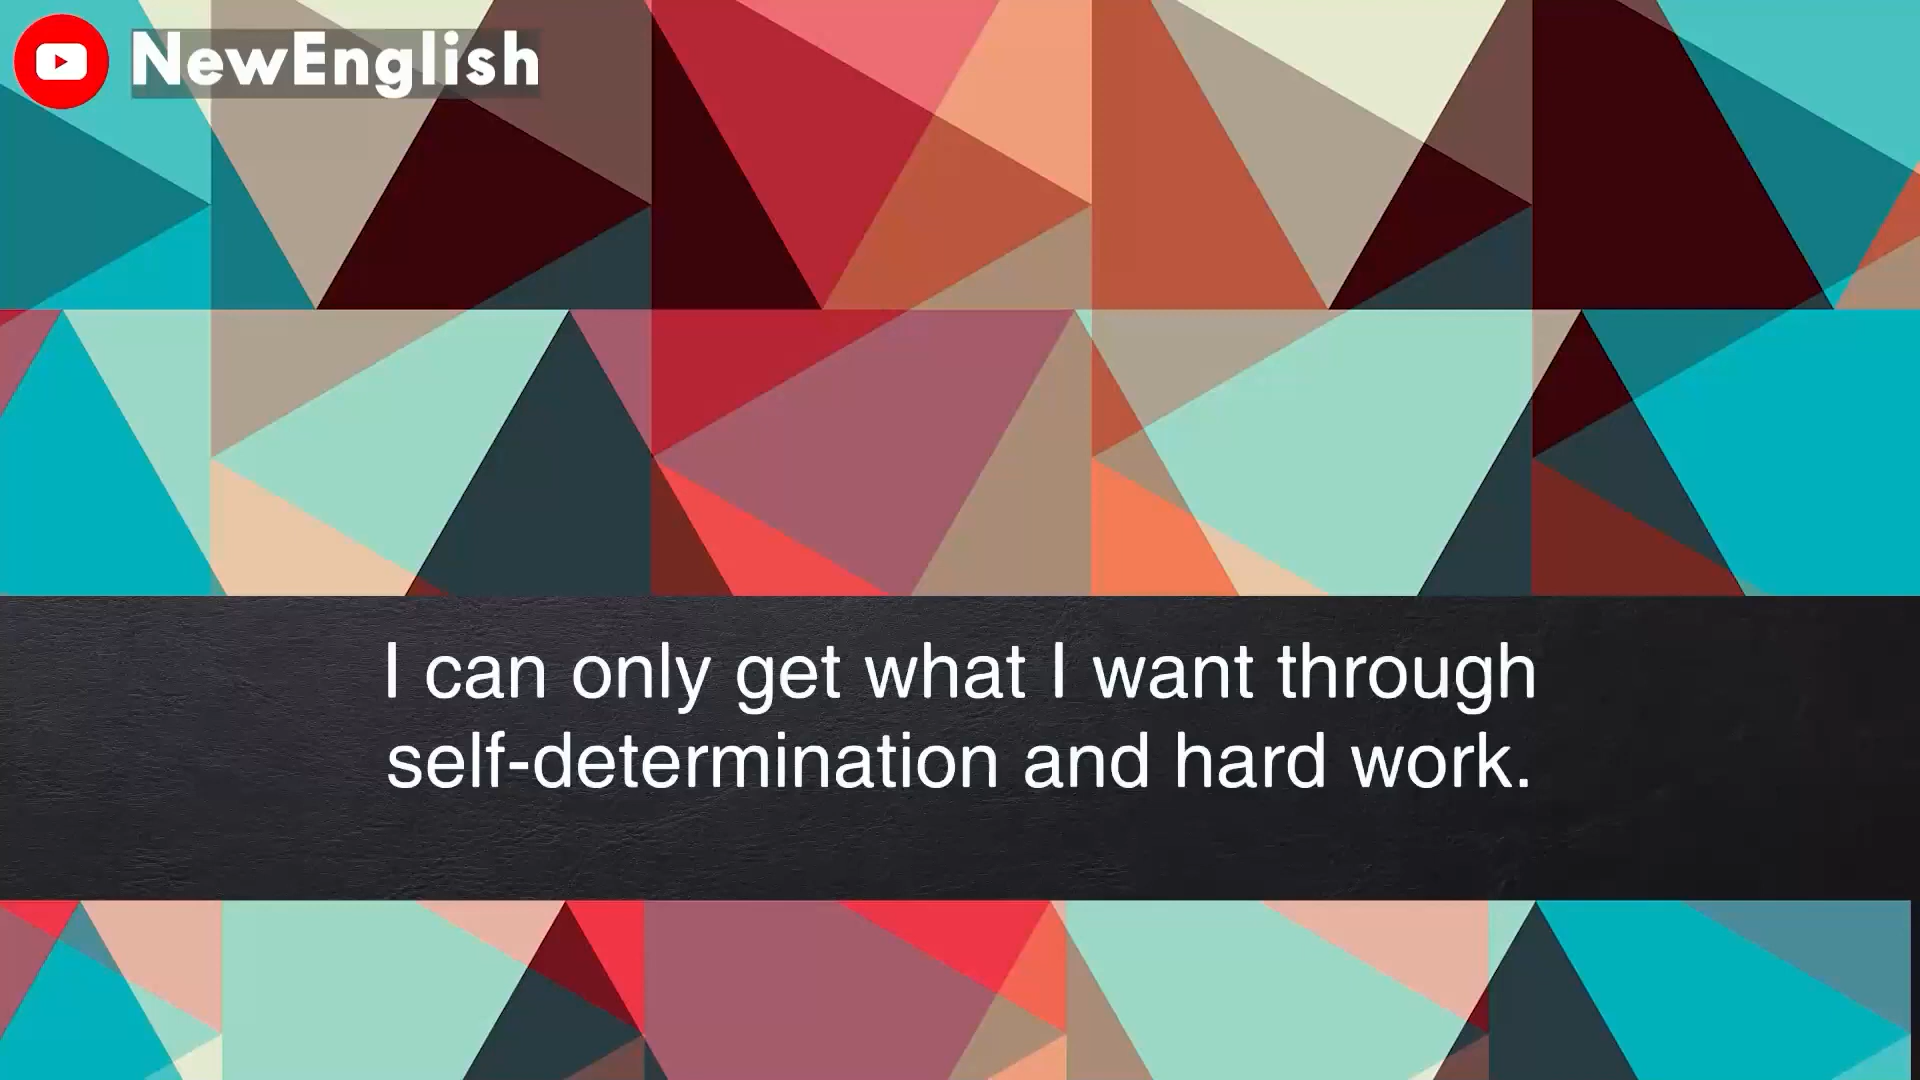 NewEnglish
I can only get what I want through
self-determination and hard work.